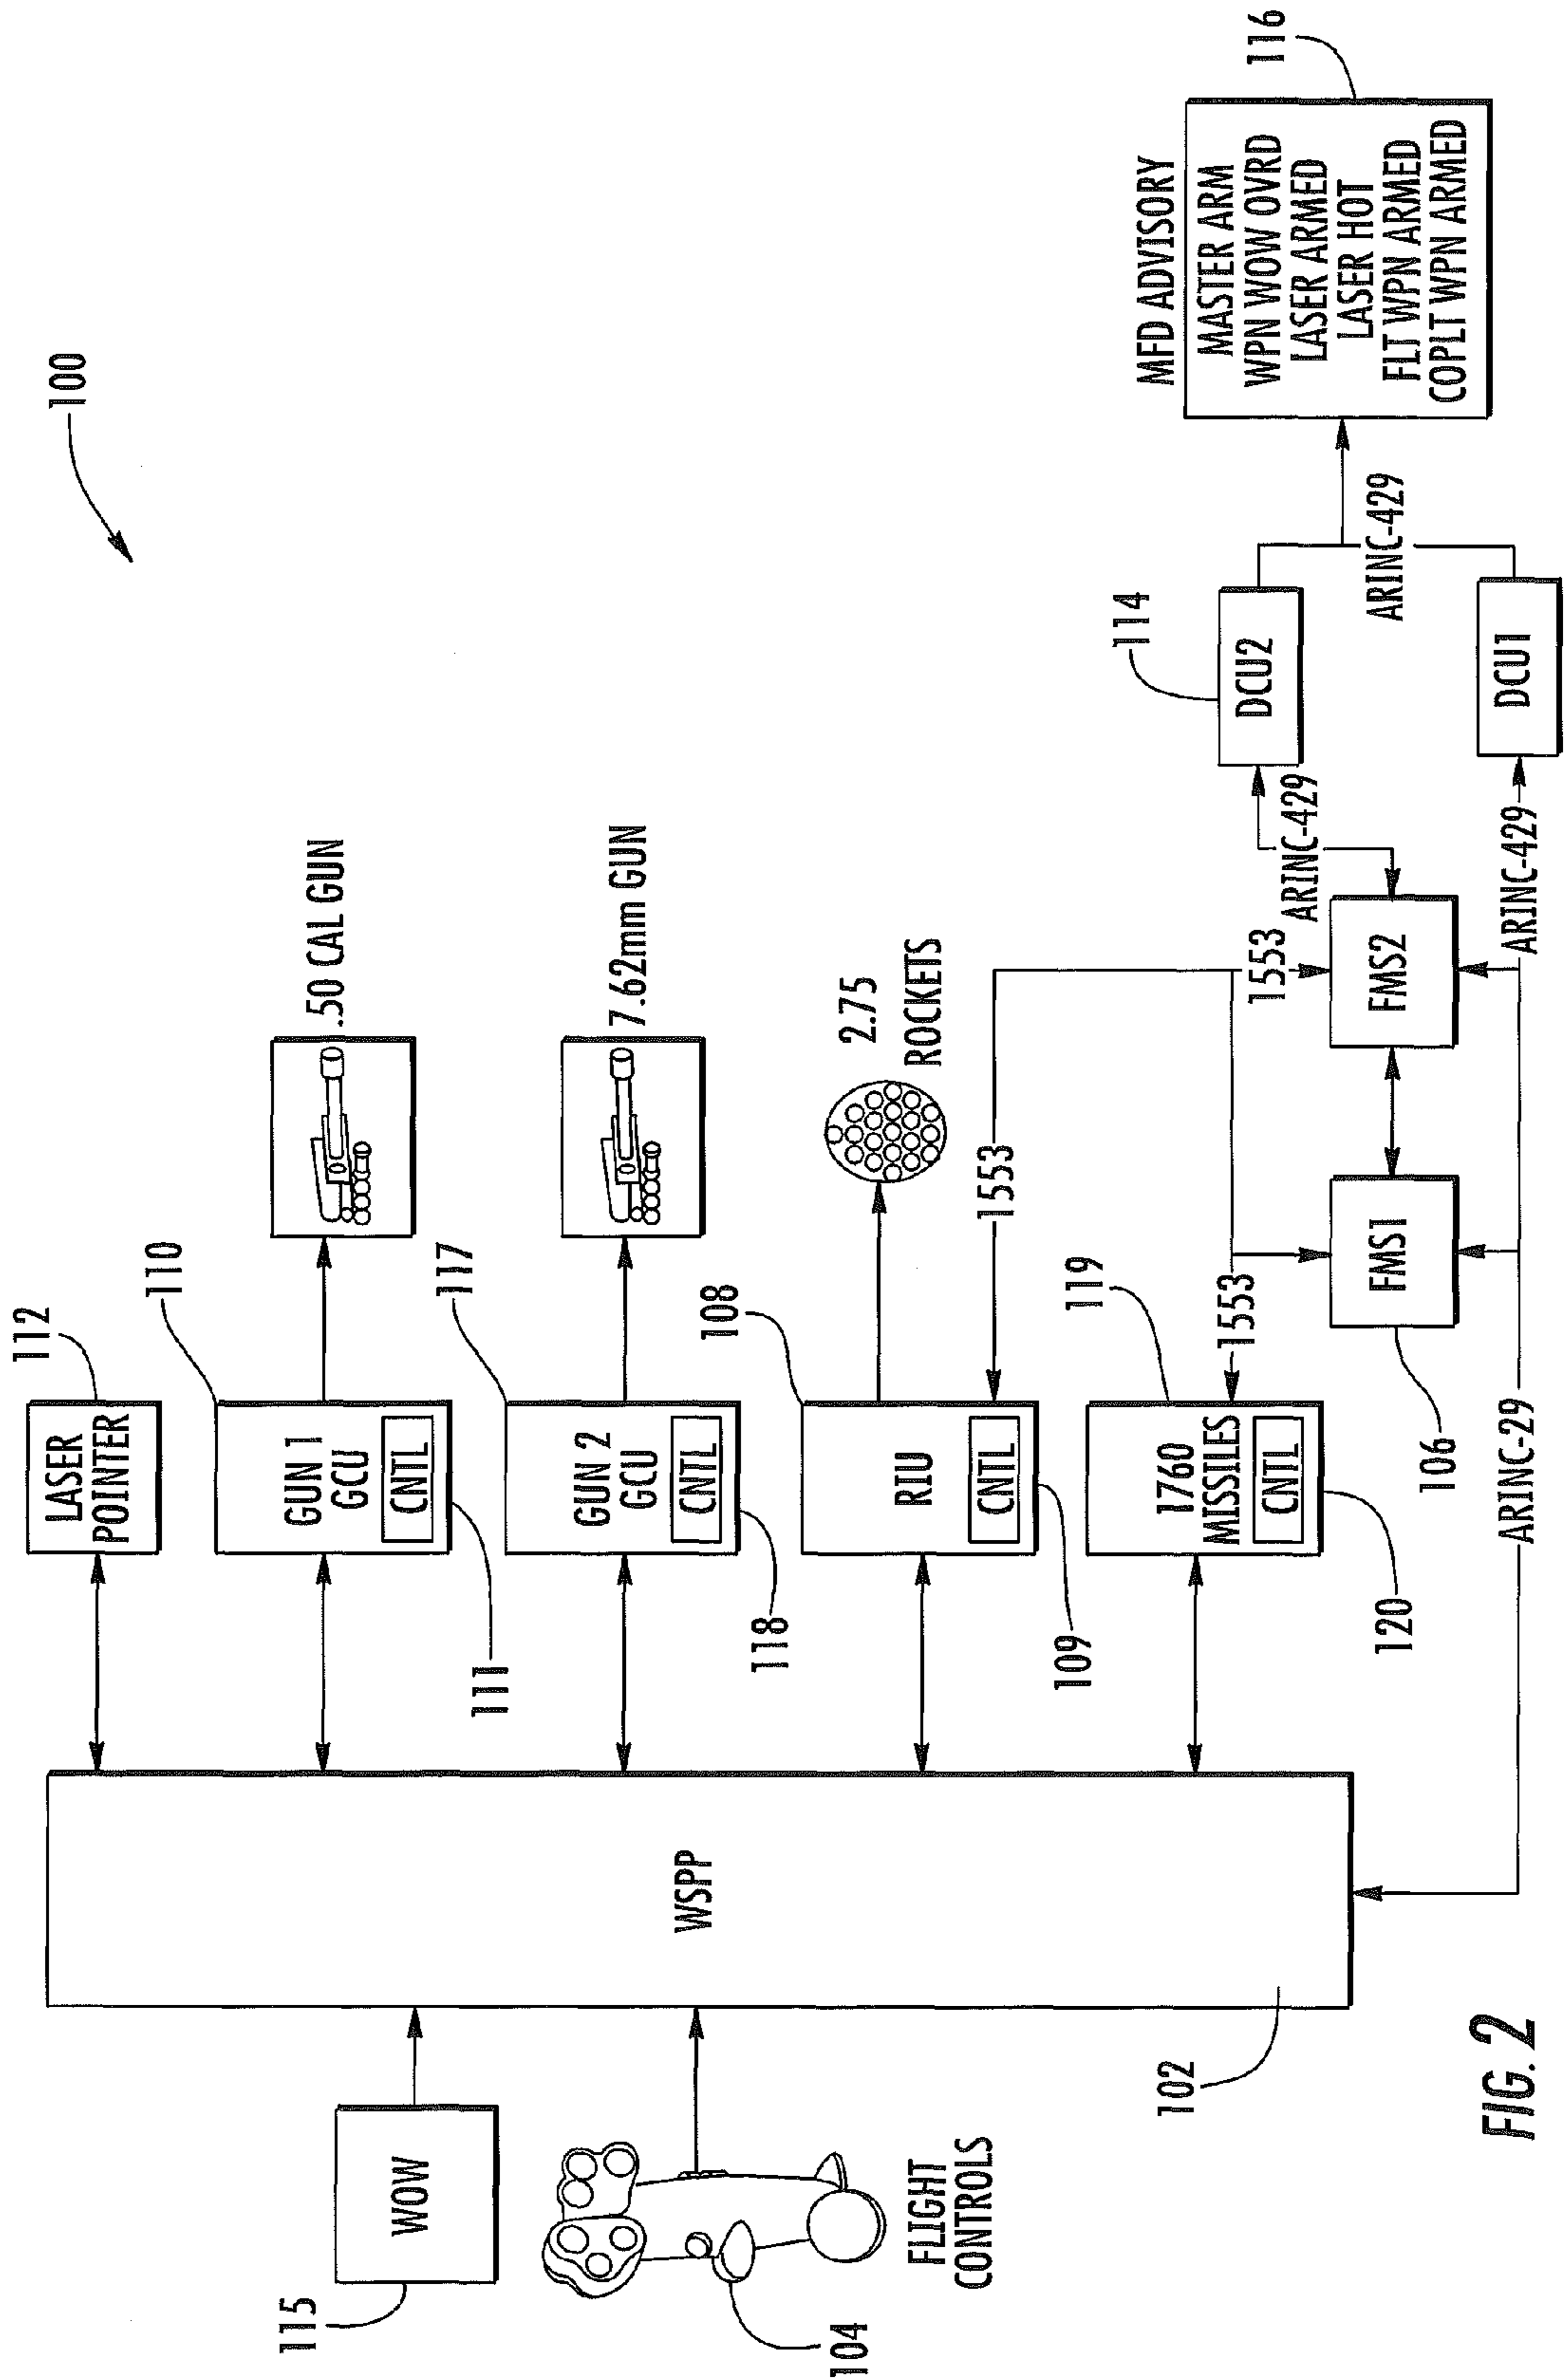 100
112
LASER
POINTER
110
GUN 1
GCU
CNTL
111
.50 CAL GUN
117
GUN 2
GCU
CNTL
118
7.62mm GUN
108
RIU
CNTL
109
2.75
ROCKETS
119
1760
MISSILES
CNTL
120
1553
1553
1553
WSPP
102
WOW
115
104
FLIGHT
CONTROLS
FMS1
106
FMS2
ARINC-29
ARINC-429
ARINC-429
DCU2
114
DCU1
ARINC-429
MFD ADVISORY
MASTER ARM
WPN WOW OVRD
LASER ARMED
LASER HOT
FLT WPN ARMED
COPLT WPN ARMED
116
FIG. 2